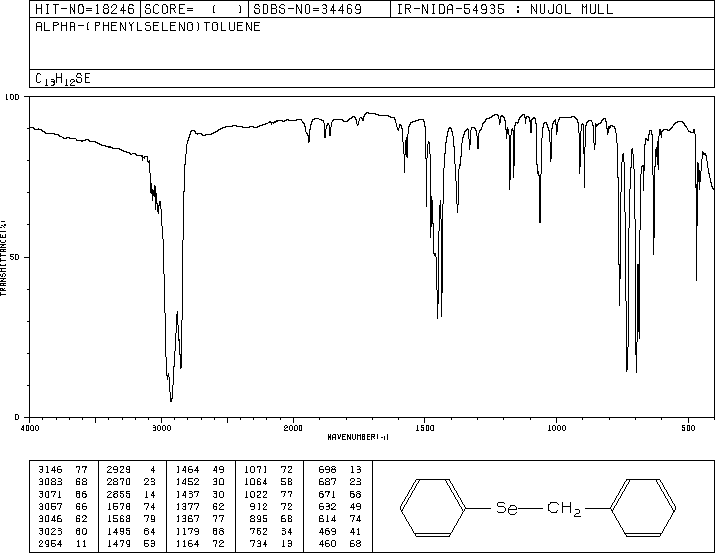 HIT-NO=18246 SCORE= ( ) SDBS-NO=34469 IR-NIDA-54935 : NUJOL MULL
ALPHA-(PHENYLSELENO)TOLUENE
C13H12SE
100
50
0
TRANSMITTANCE(%)
4000 3000 2000 1500 1000 500
WAVENUMBER(-1)
3146 77 2929 4 1464 49 1071 72 698 13
3083 68 2870 23 1452 30 1064 58 687 23
3071 66 2855 14 1437 30 1022 77 671 68
3057 66 1578 74 1377 62 912 72 632 49
3046 62 1568 79 1367 77 895 68 614 74
3023 60 1495 64 1179 68 762 34 469 41
2954 11 1479 53 1164 72 734 13 460 68
Se CH2